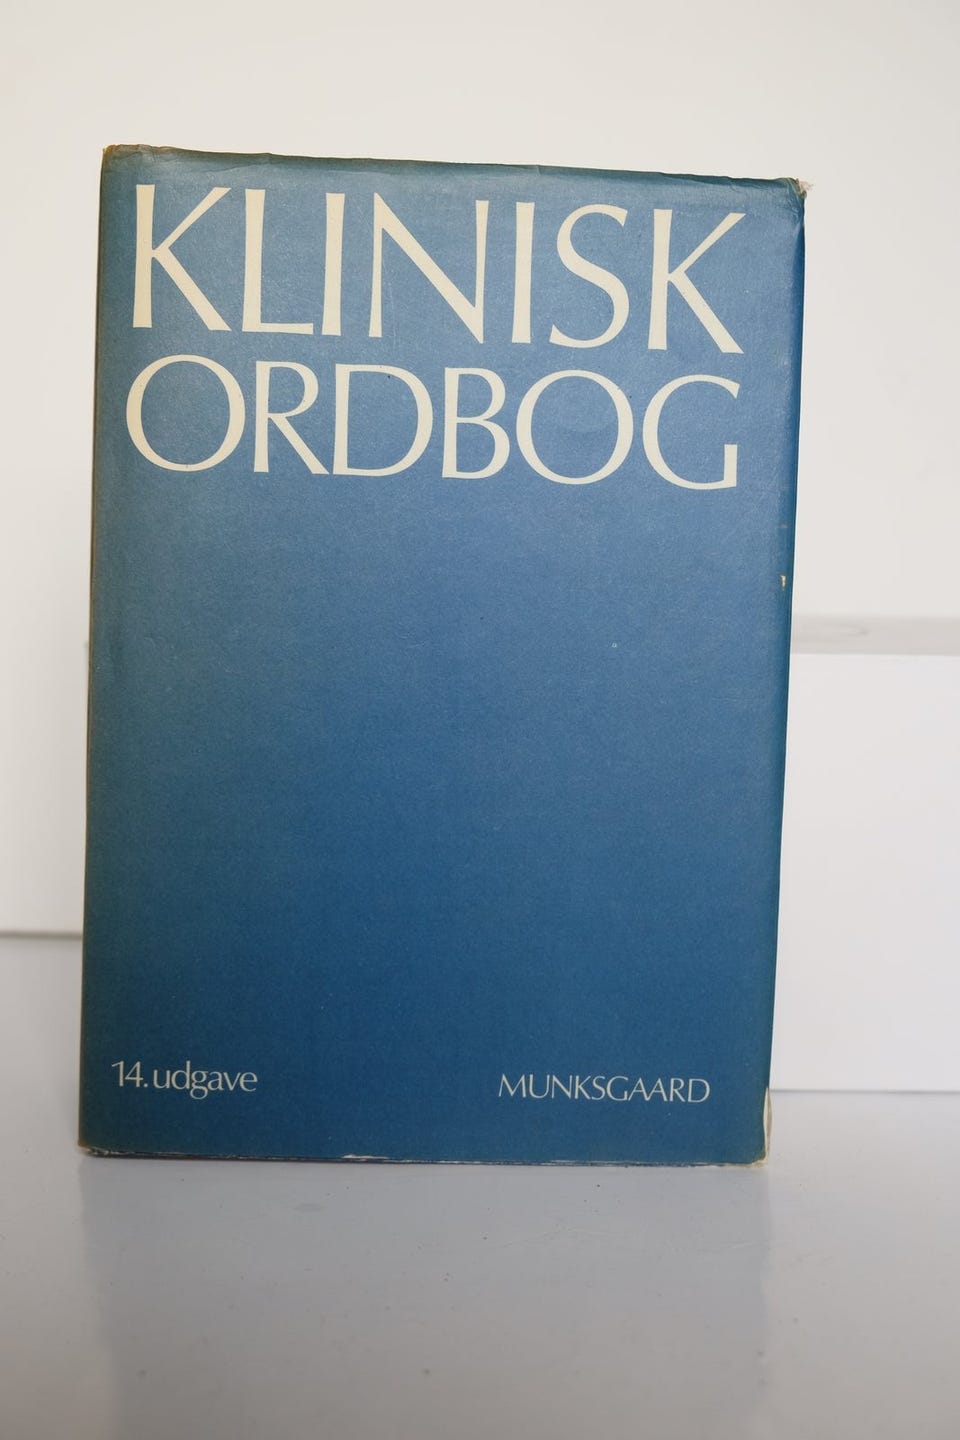 KLINISK
ORDBOG
14. udgave
MUNKSGAARD